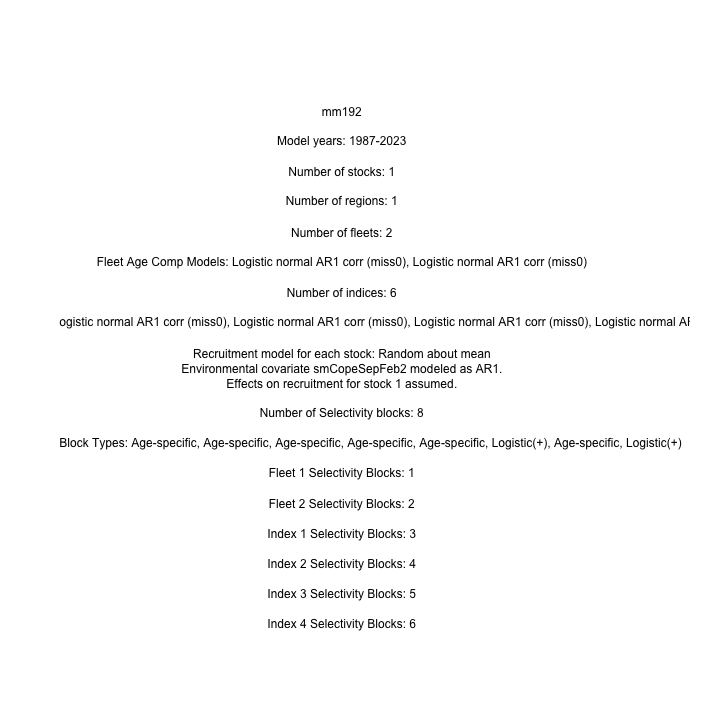 mm192
Model years: 1987-2023
Number of stocks: 1
Number of regions: 1
Number of fleets: 2
Fleet Age Comp Models: Logistic normal AR1 corr (miss0), Logistic normal AR1 corr (miss0)
Number of indices: 6
ogistic normal AR1 corr (miss0), Logistic normal AR1 corr (miss0), Logistic normal AR1 corr (miss0), Logistic normal
Recruitment model for each stock: Random about mean
Environmental covariate smCopeSepFeb2 modeled as AR1.
Effects on recruitment for stock 1 assumed.
Number of Selectivity blocks: 8
Block Types: Age-specific, Age-specific, Age-specific, Age-specific, Age-specific, Logistic(+), Age-specific, Logistic(+)
Fleet 1 Selectivity Blocks: 1
Fleet 2 Selectivity Blocks: 2
Index 1 Selectivity Blocks: 3
Index 2 Selectivity Blocks: 4
Index 3 Selectivity Blocks: 5
Index 4 Selectivity Blocks: 6